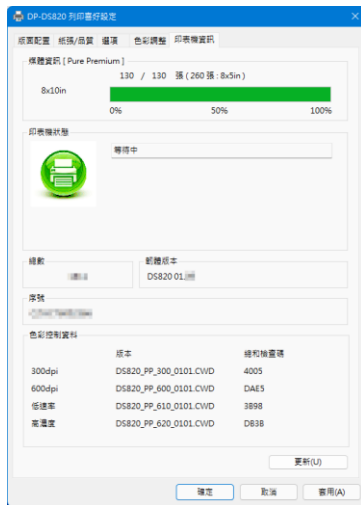 DP-DS820 列印喜好設定
版面配置 紙張/品質 選項 色彩調整 印表機資訊
媒體資訊 [ Pure Premium ]
130 / 130 張 ( 260 張 : 8x5in )
8x10in
0% 50% 100%
印表機狀態
等待中
總數 韌體版本
DS820 01.
序號
色彩控制資料
版本 總和檢查碼
300dpi DS820_PP_300_0101.CWD 4005
600dpi DS820_PP_600_0101.CWD DAE5
低速率 DS820_PP_610_0101.CWD 3B98
高濃度 DS820_PP_620_0101.CWD DB3B
更新(U)
確定 取消 套用(A)